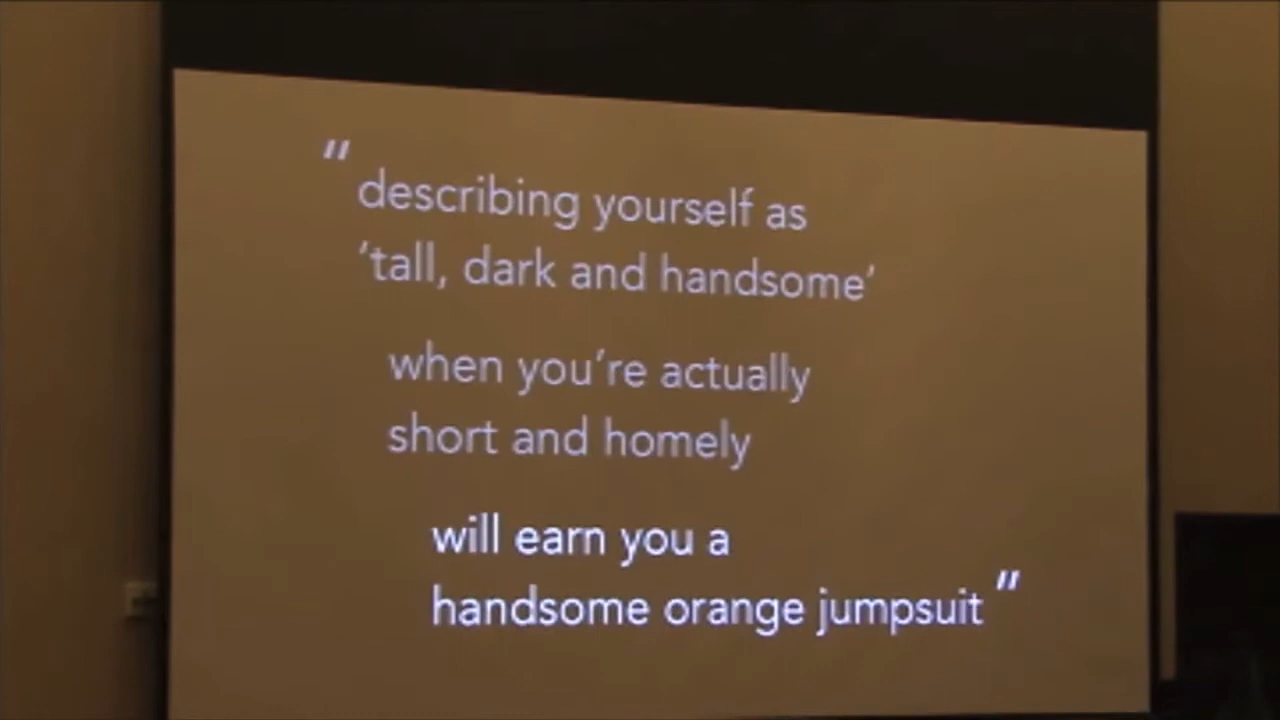 "describing yourself as
'tall, dark and handsome'
when you're actually
short and homely
will earn you a
handsome orange jumpsuit"